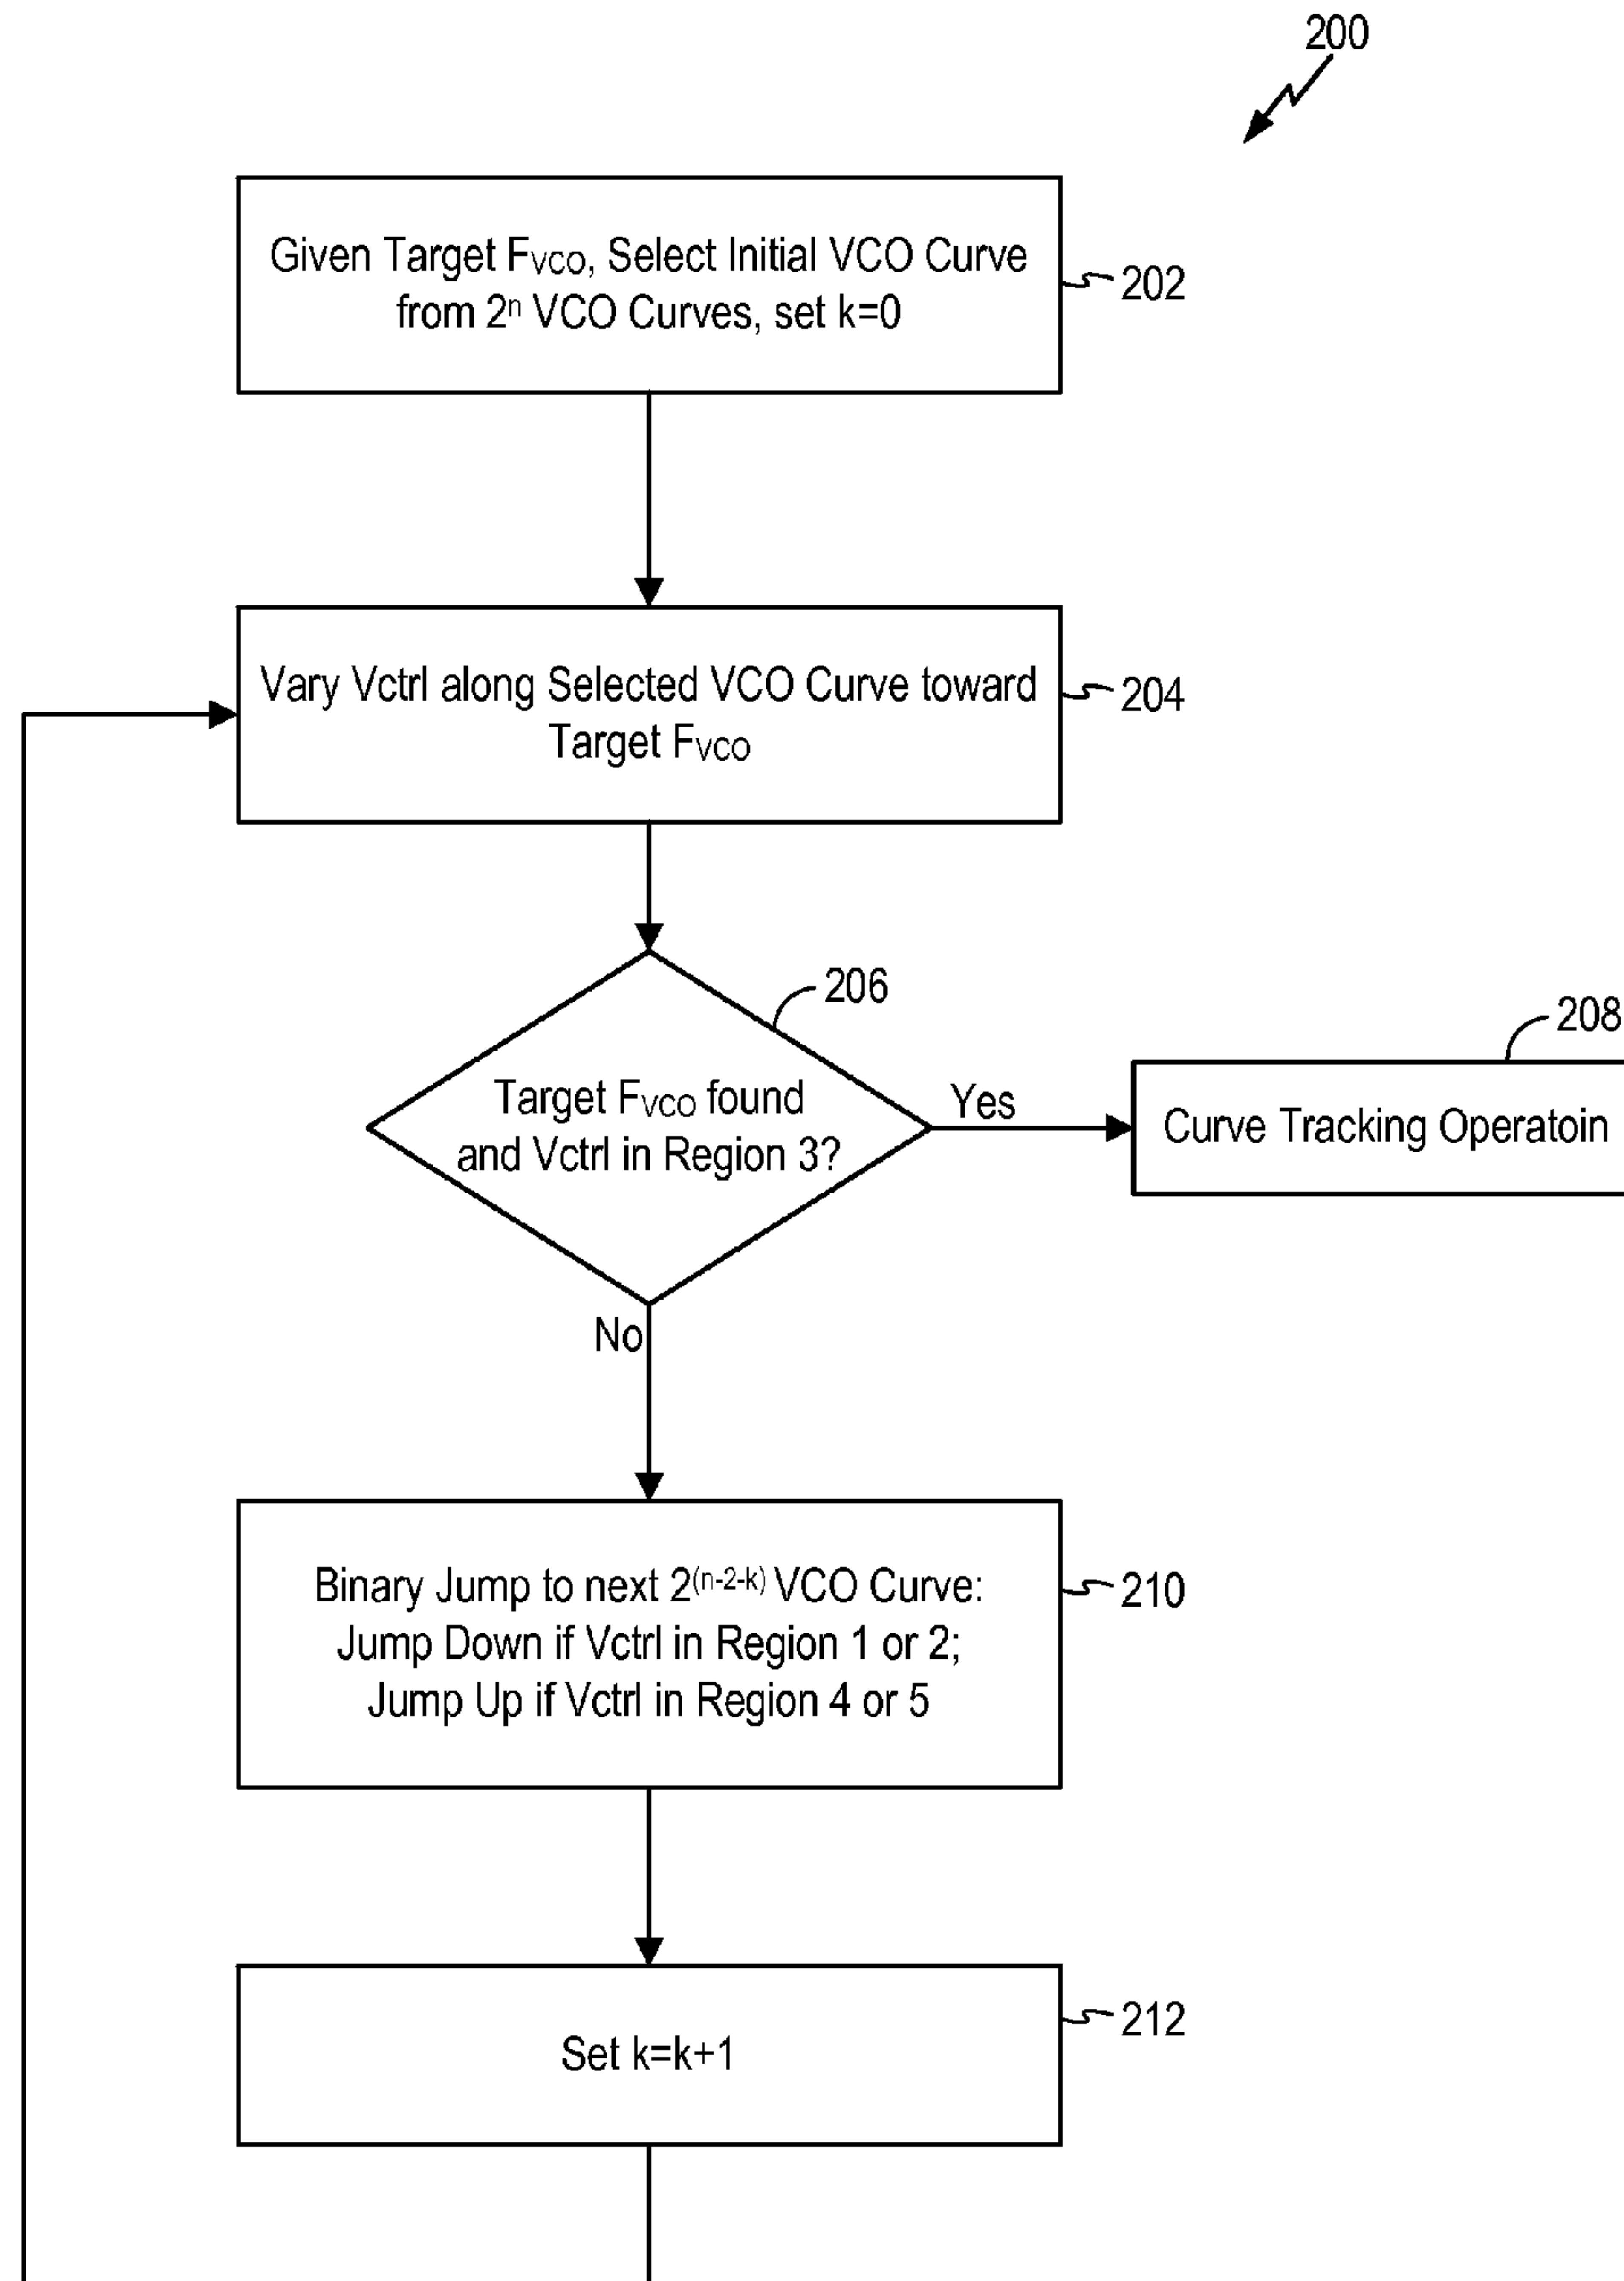 200
Given Target FVCO, Select Initial VCO Curve
from 2ⁿ VCO Curves, set k=0
202
Vary Vctrl along Selected VCO Curve toward
Target FVCO
204
206
Target FVCO found
and Vctrl in Region 3?
Yes
208
Curve Tracking Operatoin
No
Binary Jump to next 2⁽ⁿ⁻²⁻ᵏ⁾ VCO Curve:
Jump Down if Vctrl in Region 1 or 2;
Jump Up if Vctrl in Region 4 or 5
210
Set k=k+1
212